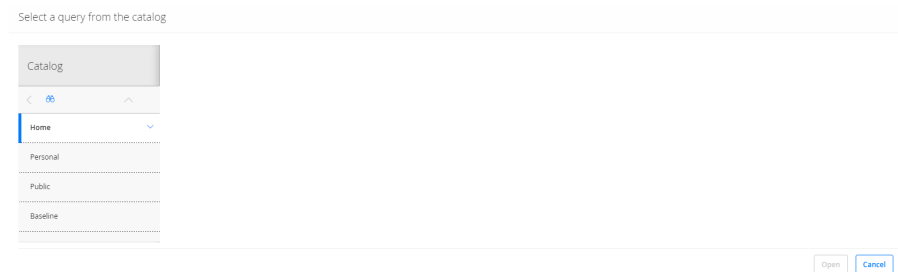 Select a query from the catalog
Catalog
Home
Personal
Public
Baseline
Open Cancel